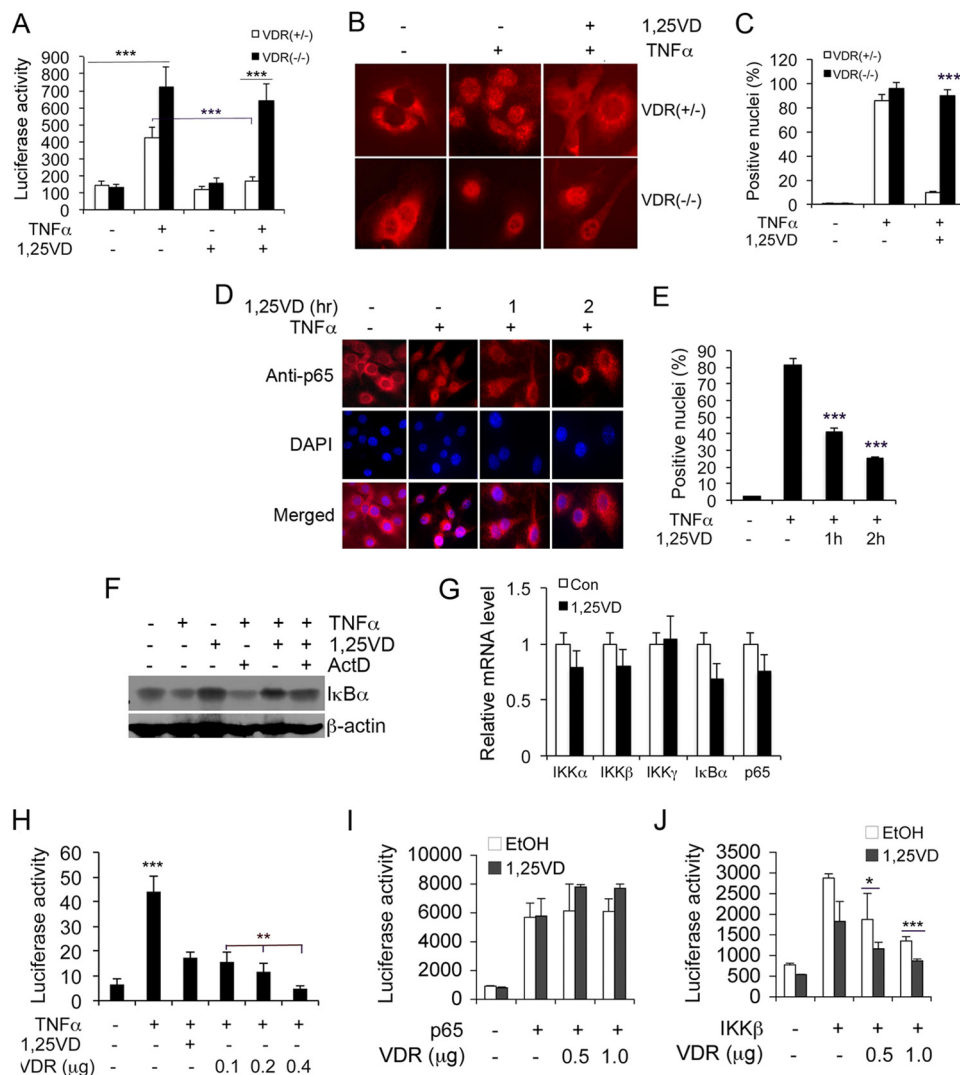 A
VDR(+/-)
VDR(-/-)
Luciferase activity
900
800
700
600
500
400
300
200
100
0
***
***
***
***
TNFα - + - +
1,25VD - - + +
B
+ 1,25VD
- + + TNFα
VDR(+/-)
VDR(-/-)
C
VDR(+/-)
VDR(-/-)
Positive nuclei (%)
120
100
80
60
40
20
0
***
TNFα - + +
1,25VD - - +
D
1,25VD (hr) - - 1 2
TNFα - + + +
Anti-p65
DAPI
Merged
E
Positive nuclei (%)
90
80
70
60
50
40
30
20
10
0
***
***
TNFα - + + +
1,25VD - - 1h 2h
F
- + - + + + TNFα
- - + - + + 1,25VD
- - - + - + ActD
IκBα
β-actin
G
Con
1,25VD
Relative mRNA level
1.5
1
0.5
0
IKKα IKKβ IKKγ IκBα p65
H
Luciferase activity
60
50
40
30
20
10
0
***
**
TNFα - + + + + +
1,25VD - - + - - -
VDR (μg) - - - 0.1 0.2 0.4
I
EtOH
1,25VD
Luciferase activity
10000
8000
6000
4000
2000
0
p65 - + + +
VDR (μg) - - 0.5 1.0
J
EtOH
1,25VD
Luciferase activity
3500
3000
2500
2000
1500
1000
500
0
*
***
IKKβ - + + +
VDR (μg) - - 0.5 1.0